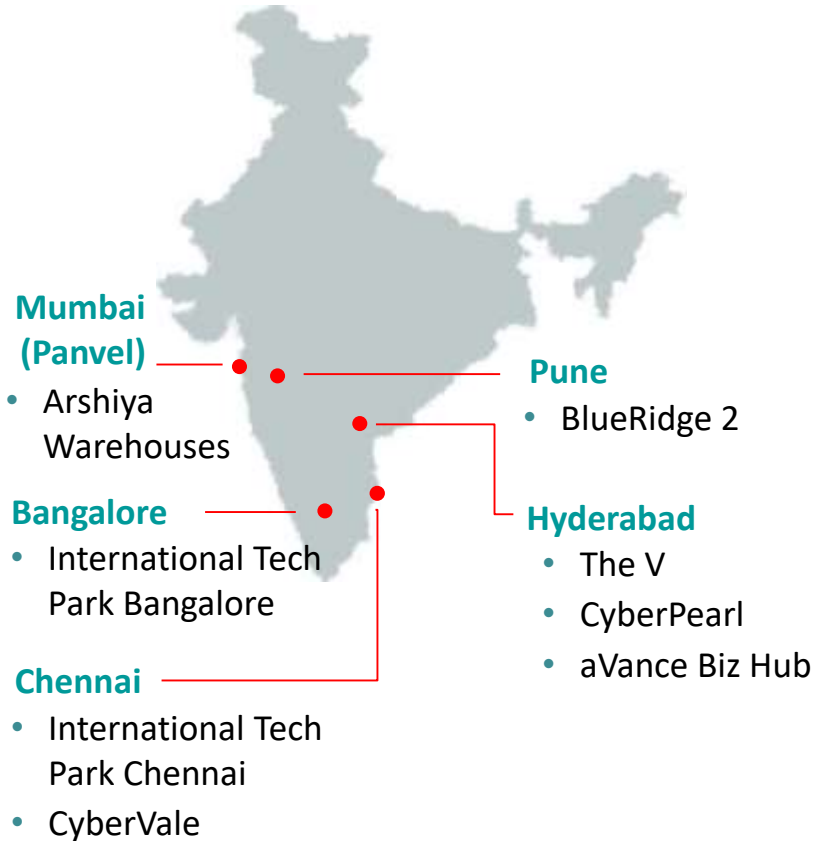 Mumbai
(Panvel)
• Arshiya
Warehouses
Bangalore
• International Tech
Park Bangalore
Chennai
• International Tech
Park Chennai
• CyberVale
Pune
• BlueRidge 2
Hyderabad
• The V
• CyberPearl
• aVance Biz Hub